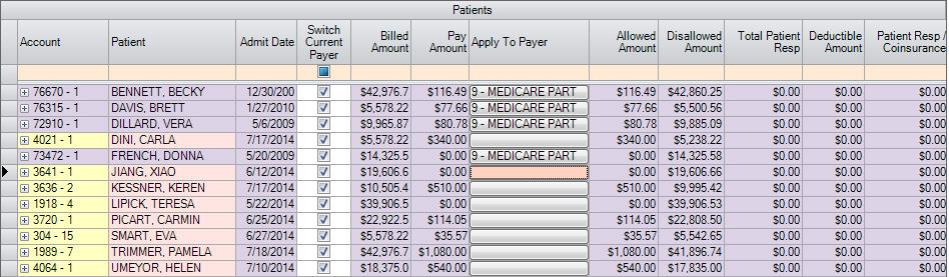 Patients
Account Patient Admit Date Switch Current Payer Billed Amount Pay Amount Apply To Payer Allowed Amount Disallowed Amount Total Patient Resp Deductible Amount Patient Resp / Coinsurance
76670 - 1 BENNETT, BECKY 12/30/200 $42,976.7 $116.49 9 - MEDICARE PART $116.49 $42,860.25 $0.00 $0.00 $0.00
76315 - 1 DAVIS, BRETT 1/27/2010 $5,578.22 $77.66 9 - MEDICARE PART $77.66 $5,500.56 $0.00 $0.00 $0.00
72910 - 1 DILLARD, VERA 5/6/2009 $9,965.87 $80.78 9 - MEDICARE PART $80.78 $9,885.09 $0.00 $0.00 $0.00
4021 - 1 DINI, CARLA 7/17/2014 $5,578.22 $340.00 $340.00 $5,238.22 $0.00 $0.00 $0.00
73472 - 1 FRENCH, DONNA 5/20/2009 $14,325.5 $0.00 9 - MEDICARE PART $0.00 $14,325.58 $0.00 $0.00 $0.00
3641 - 1 JIANG, XIAO 6/12/2014 $19,606.6 $0.00 $0.00 $19,606.66 $0.00 $0.00 $0.00
3636 - 2 KESSNER, KEREN 7/17/2014 $10,505.4 $510.00 $510.00 $9,995.42 $0.00 $0.00 $0.00
1918 - 4 LIPICK, TERESA 5/22/2014 $39,906.5 $0.00 $0.00 $39,906.53 $0.00 $0.00 $0.00
3720 - 1 PICART, CARMIN 6/25/2014 $22,922.5 $114.05 $114.05 $22,808.50 $0.00 $0.00 $0.00
304 - 15 SMART, EVA 6/27/2014 $5,578.22 $35.57 $35.57 $5,542.65 $0.00 $0.00 $0.00
1989 - 7 TRIMMER, PAMELA 7/18/2014 $42,976.7 $1,080.00 $1,080.00 $41,896.74 $0.00 $0.00 $0.00
4064 - 1 UMEYOR, HELEN 7/10/2014 $18,375.0 $540.00 $540.00 $17,835.00 $0.00 $0.00 $0.00